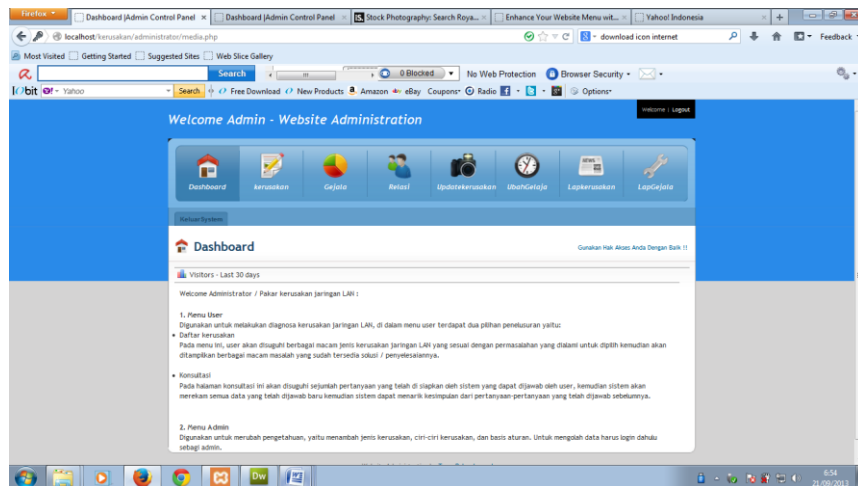 Firefox
Dashboard |Admin Control Panel
Dashboard |Admin Control Panel
Stock Photography: Search Roya...
Enhance Your Website Menu wit...
Yahoo! Indonesia
localhost/kerusakan/administrator/media.php
download icon internet
Feedback
Most Visited Getting Started Suggested Sites Web Slice Gallery
Search
0 Blocked
No Web Protection
Browser Security
IObit
Yahoo
Search
Free Download New Products Amazon eBay Coupons Radio
Options
Welcome Admin - Website Administration
Welcome | Logout
Dashboard kerusakan Gejala Relasi Updatekerusakan UbahGelaja Lapkerusakan LapGejala
KeluarSystem
Dashboard
Gunakan Hak Akses Anda Dengan Baik !!
Visitors - Last 30 days
Welcome Administrator / Pakar kerusakan jaringan LAN :
1. Menu User
Digunakan untuk melakukan diagnosa kerusakan jaringan LAN, di dalam menu user terdapat dua pilihan penelusuran yaitu:
• Daftar kerusakan
Pada menu ini, user akan disuguhi berbagai macam jenis kerusakan jaringan LAN yang sesuai dengan permasalahan yang dialami untuk dipilih kemudian akan
ditampilkan berbagai macam masalah yang sudah tersedia solusi / penyelesaiannya.
• Konsultasi
Pada halaman konsultasi ini akan disuguhi sejumlah pertanyaan yang telah di siapkan oleh sistem yang dapat dijawab oleh user, kemudian sistem akan
merekam semua data yang telah dijawab baru kemudian sistem dapat menarik kesimpulan dari pertanyaan-pertanyaan yang telah dijawab sebelumnya.
2. Menu Admin
Digunakan untuk merubah pengetahuan, yaitu menambah jenis kerusakan, ciri-ciri kerusakan, dan basis aturan. Untuk mengolah data harus login dahulu
sebagi admin.
6:54
21/09/2013